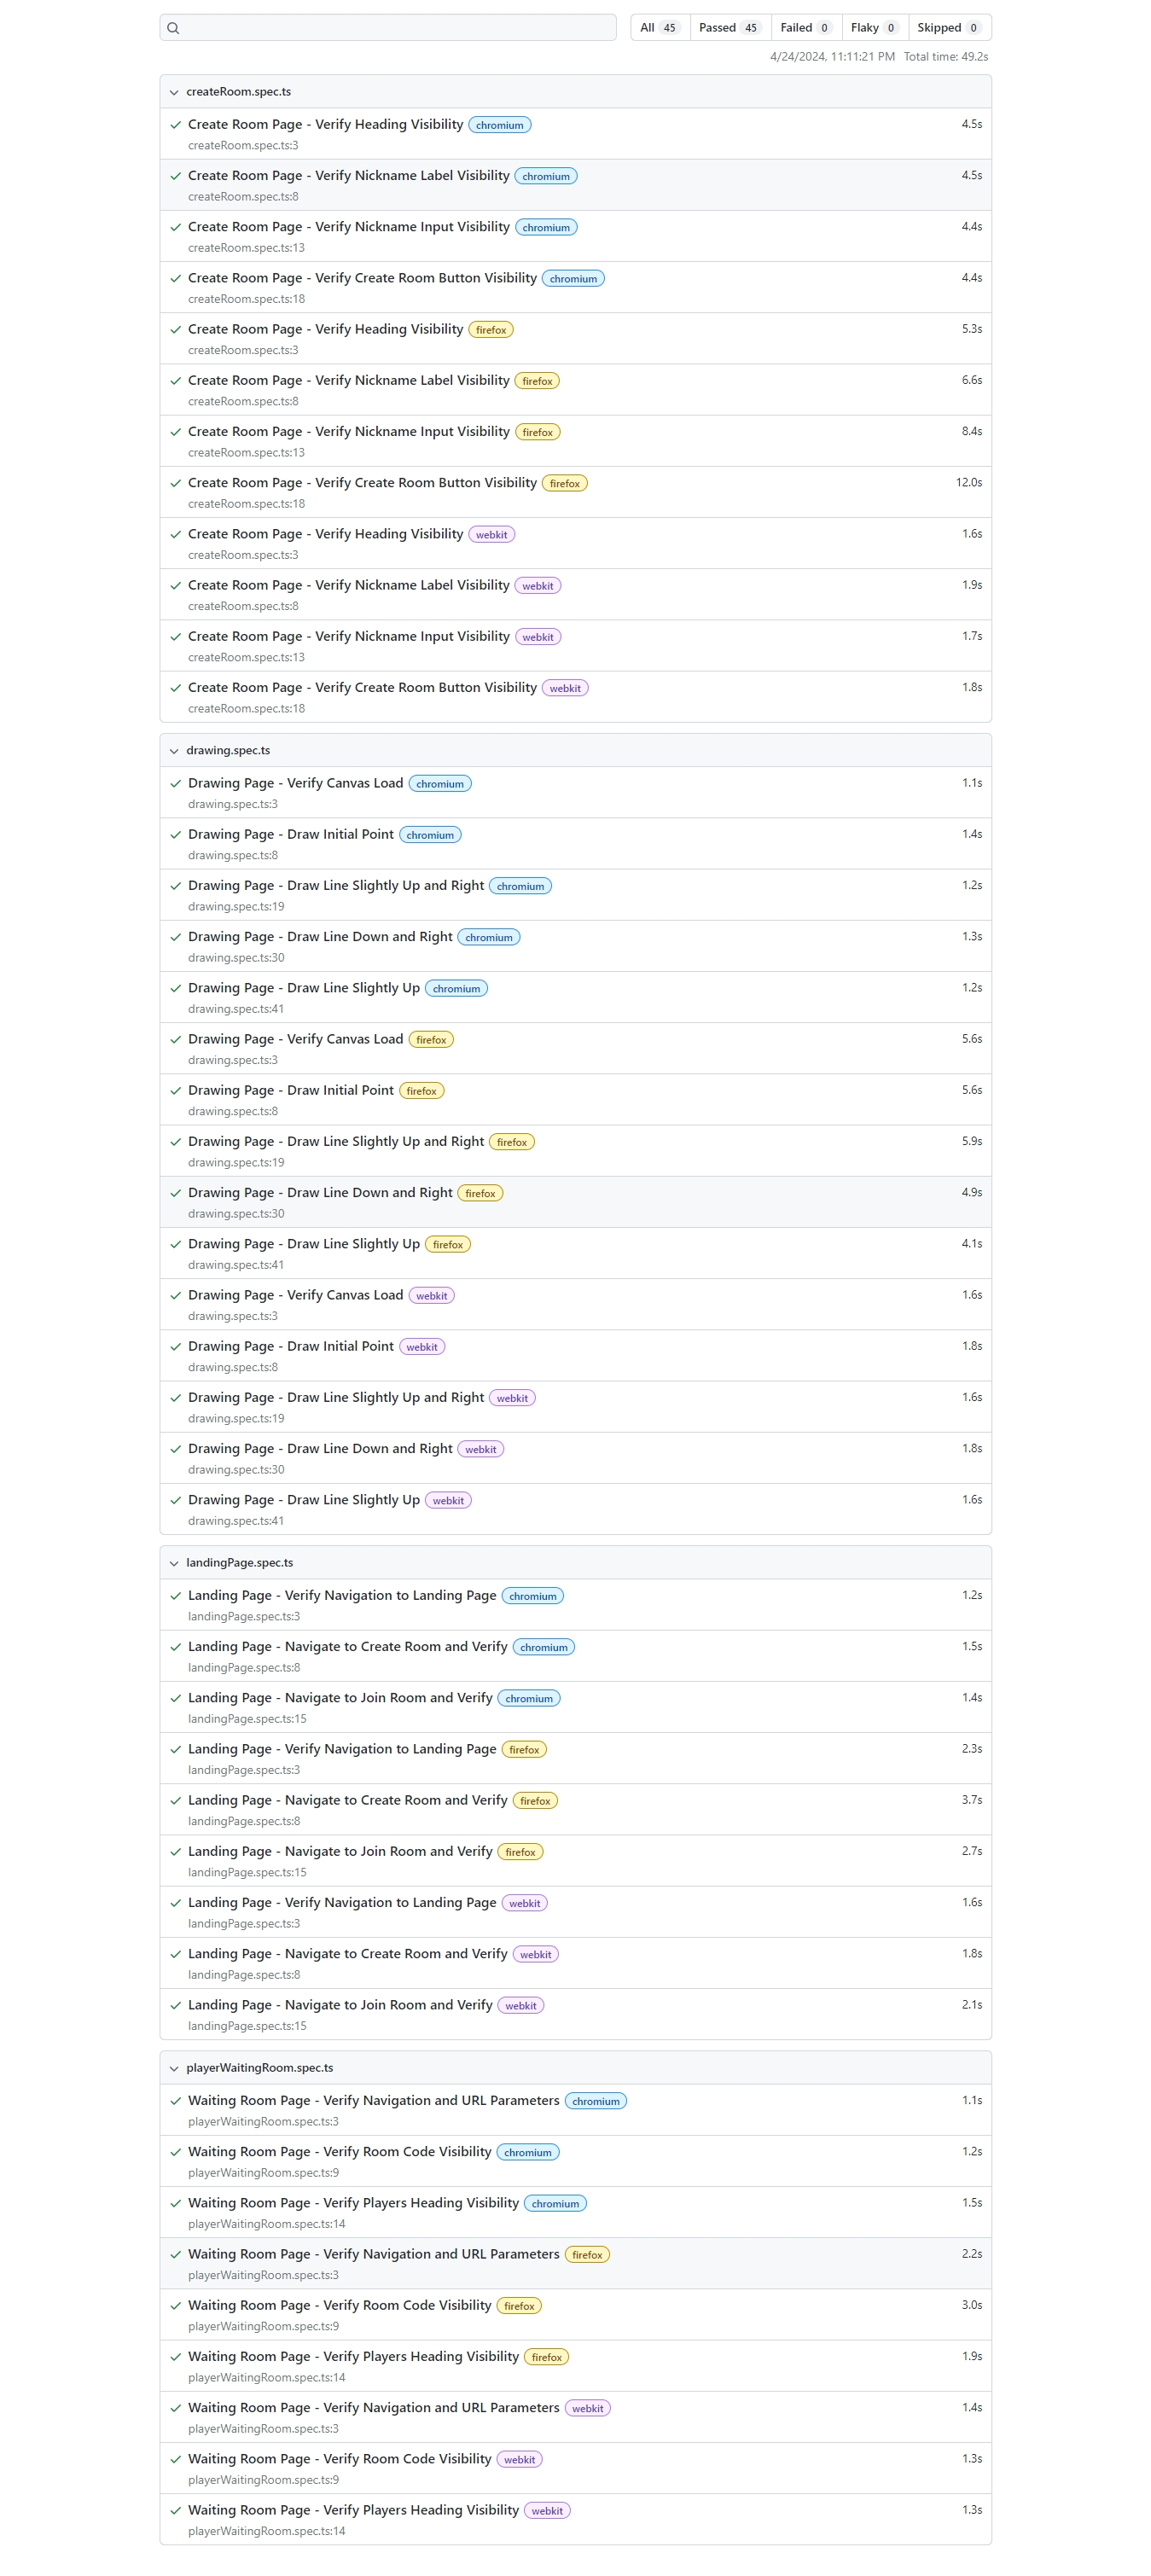 All 45 Passed 45 Failed 0 Flaky 0 Skipped 0
4/24/2024, 11:11:21 PM Total time: 49.2s
createRoom.spec.ts
Create Room Page - Verify Heading Visibility chromium 4.5s
createRoom.spec.ts:3
Create Room Page - Verify Nickname Label Visibility chromium 4.5s
createRoom.spec.ts:8
Create Room Page - Verify Nickname Input Visibility chromium 4.4s
createRoom.spec.ts:13
Create Room Page - Verify Create Room Button Visibility chromium 4.4s
createRoom.spec.ts:18
Create Room Page - Verify Heading Visibility firefox 5.3s
createRoom.spec.ts:3
Create Room Page - Verify Nickname Label Visibility firefox 6.6s
createRoom.spec.ts:8
Create Room Page - Verify Nickname Input Visibility firefox 8.4s
createRoom.spec.ts:13
Create Room Page - Verify Create Room Button Visibility firefox 12.0s
createRoom.spec.ts:18
Create Room Page - Verify Heading Visibility webkit 1.6s
createRoom.spec.ts:3
Create Room Page - Verify Nickname Label Visibility webkit 1.9s
createRoom.spec.ts:8
Create Room Page - Verify Nickname Input Visibility webkit 1.7s
createRoom.spec.ts:13
Create Room Page - Verify Create Room Button Visibility webkit 1.8s
createRoom.spec.ts:18
drawing.spec.ts
Drawing Page - Verify Canvas Load chromium 1.1s
drawing.spec.ts:3
Drawing Page - Draw Initial Point chromium 1.4s
drawing.spec.ts:8
Drawing Page - Draw Line Slightly Up and Right chromium 1.2s
drawing.spec.ts:19
Drawing Page - Draw Line Down and Right chromium 1.3s
drawing.spec.ts:30
Drawing Page - Draw Line Slightly Up chromium 1.2s
drawing.spec.ts:41
Drawing Page - Verify Canvas Load firefox 5.6s
drawing.spec.ts:3
Drawing Page - Draw Initial Point firefox 5.6s
drawing.spec.ts:8
Drawing Page - Draw Line Slightly Up and Right firefox 5.9s
drawing.spec.ts:19
Drawing Page - Draw Line Down and Right firefox 4.9s
drawing.spec.ts:30
Drawing Page - Draw Line Slightly Up firefox 4.1s
drawing.spec.ts:41
Drawing Page - Verify Canvas Load webkit 1.6s
drawing.spec.ts:3
Drawing Page - Draw Initial Point webkit 1.8s
drawing.spec.ts:8
Drawing Page - Draw Line Slightly Up and Right webkit 1.6s
drawing.spec.ts:19
Drawing Page - Draw Line Down and Right webkit 1.8s
drawing.spec.ts:30
Drawing Page - Draw Line Slightly Up webkit 1.6s
drawing.spec.ts:41
landingPage.spec.ts
Landing Page - Verify Navigation to Landing Page chromium 1.2s
landingPage.spec.ts:3
Landing Page - Navigate to Create Room and Verify chromium 1.5s
landingPage.spec.ts:8
Landing Page - Navigate to Join Room and Verify chromium 1.4s
landingPage.spec.ts:15
Landing Page - Verify Navigation to Landing Page firefox 2.3s
landingPage.spec.ts:3
Landing Page - Navigate to Create Room and Verify firefox 3.7s
landingPage.spec.ts:8
Landing Page - Navigate to Join Room and Verify firefox 2.7s
landingPage.spec.ts:15
Landing Page - Verify Navigation to Landing Page webkit 1.6s
landingPage.spec.ts:3
Landing Page - Navigate to Create Room and Verify webkit 1.8s
landingPage.spec.ts:8
Landing Page - Navigate to Join Room and Verify webkit 2.1s
landingPage.spec.ts:15
playerWaitingRoom.spec.ts
Waiting Room Page - Verify Navigation and URL Parameters chromium 1.1s
playerWaitingRoom.spec.ts:3
Waiting Room Page - Verify Room Code Visibility chromium 1.2s
playerWaitingRoom.spec.ts:9
Waiting Room Page - Verify Players Heading Visibility chromium 1.5s
playerWaitingRoom.spec.ts:14
Waiting Room Page - Verify Navigation and URL Parameters firefox 2.2s
playerWaitingRoom.spec.ts:3
Waiting Room Page - Verify Room Code Visibility firefox 3.0s
playerWaitingRoom.spec.ts:9
Waiting Room Page - Verify Players Heading Visibility firefox 1.9s
playerWaitingRoom.spec.ts:14
Waiting Room Page - Verify Navigation and URL Parameters webkit 1.4s
playerWaitingRoom.spec.ts:3
Waiting Room Page - Verify Room Code Visibility webkit 1.3s
playerWaitingRoom.spec.ts:9
Waiting Room Page - Verify Players Heading Visibility webkit 1.3s
playerWaitingRoom.spec.ts:14